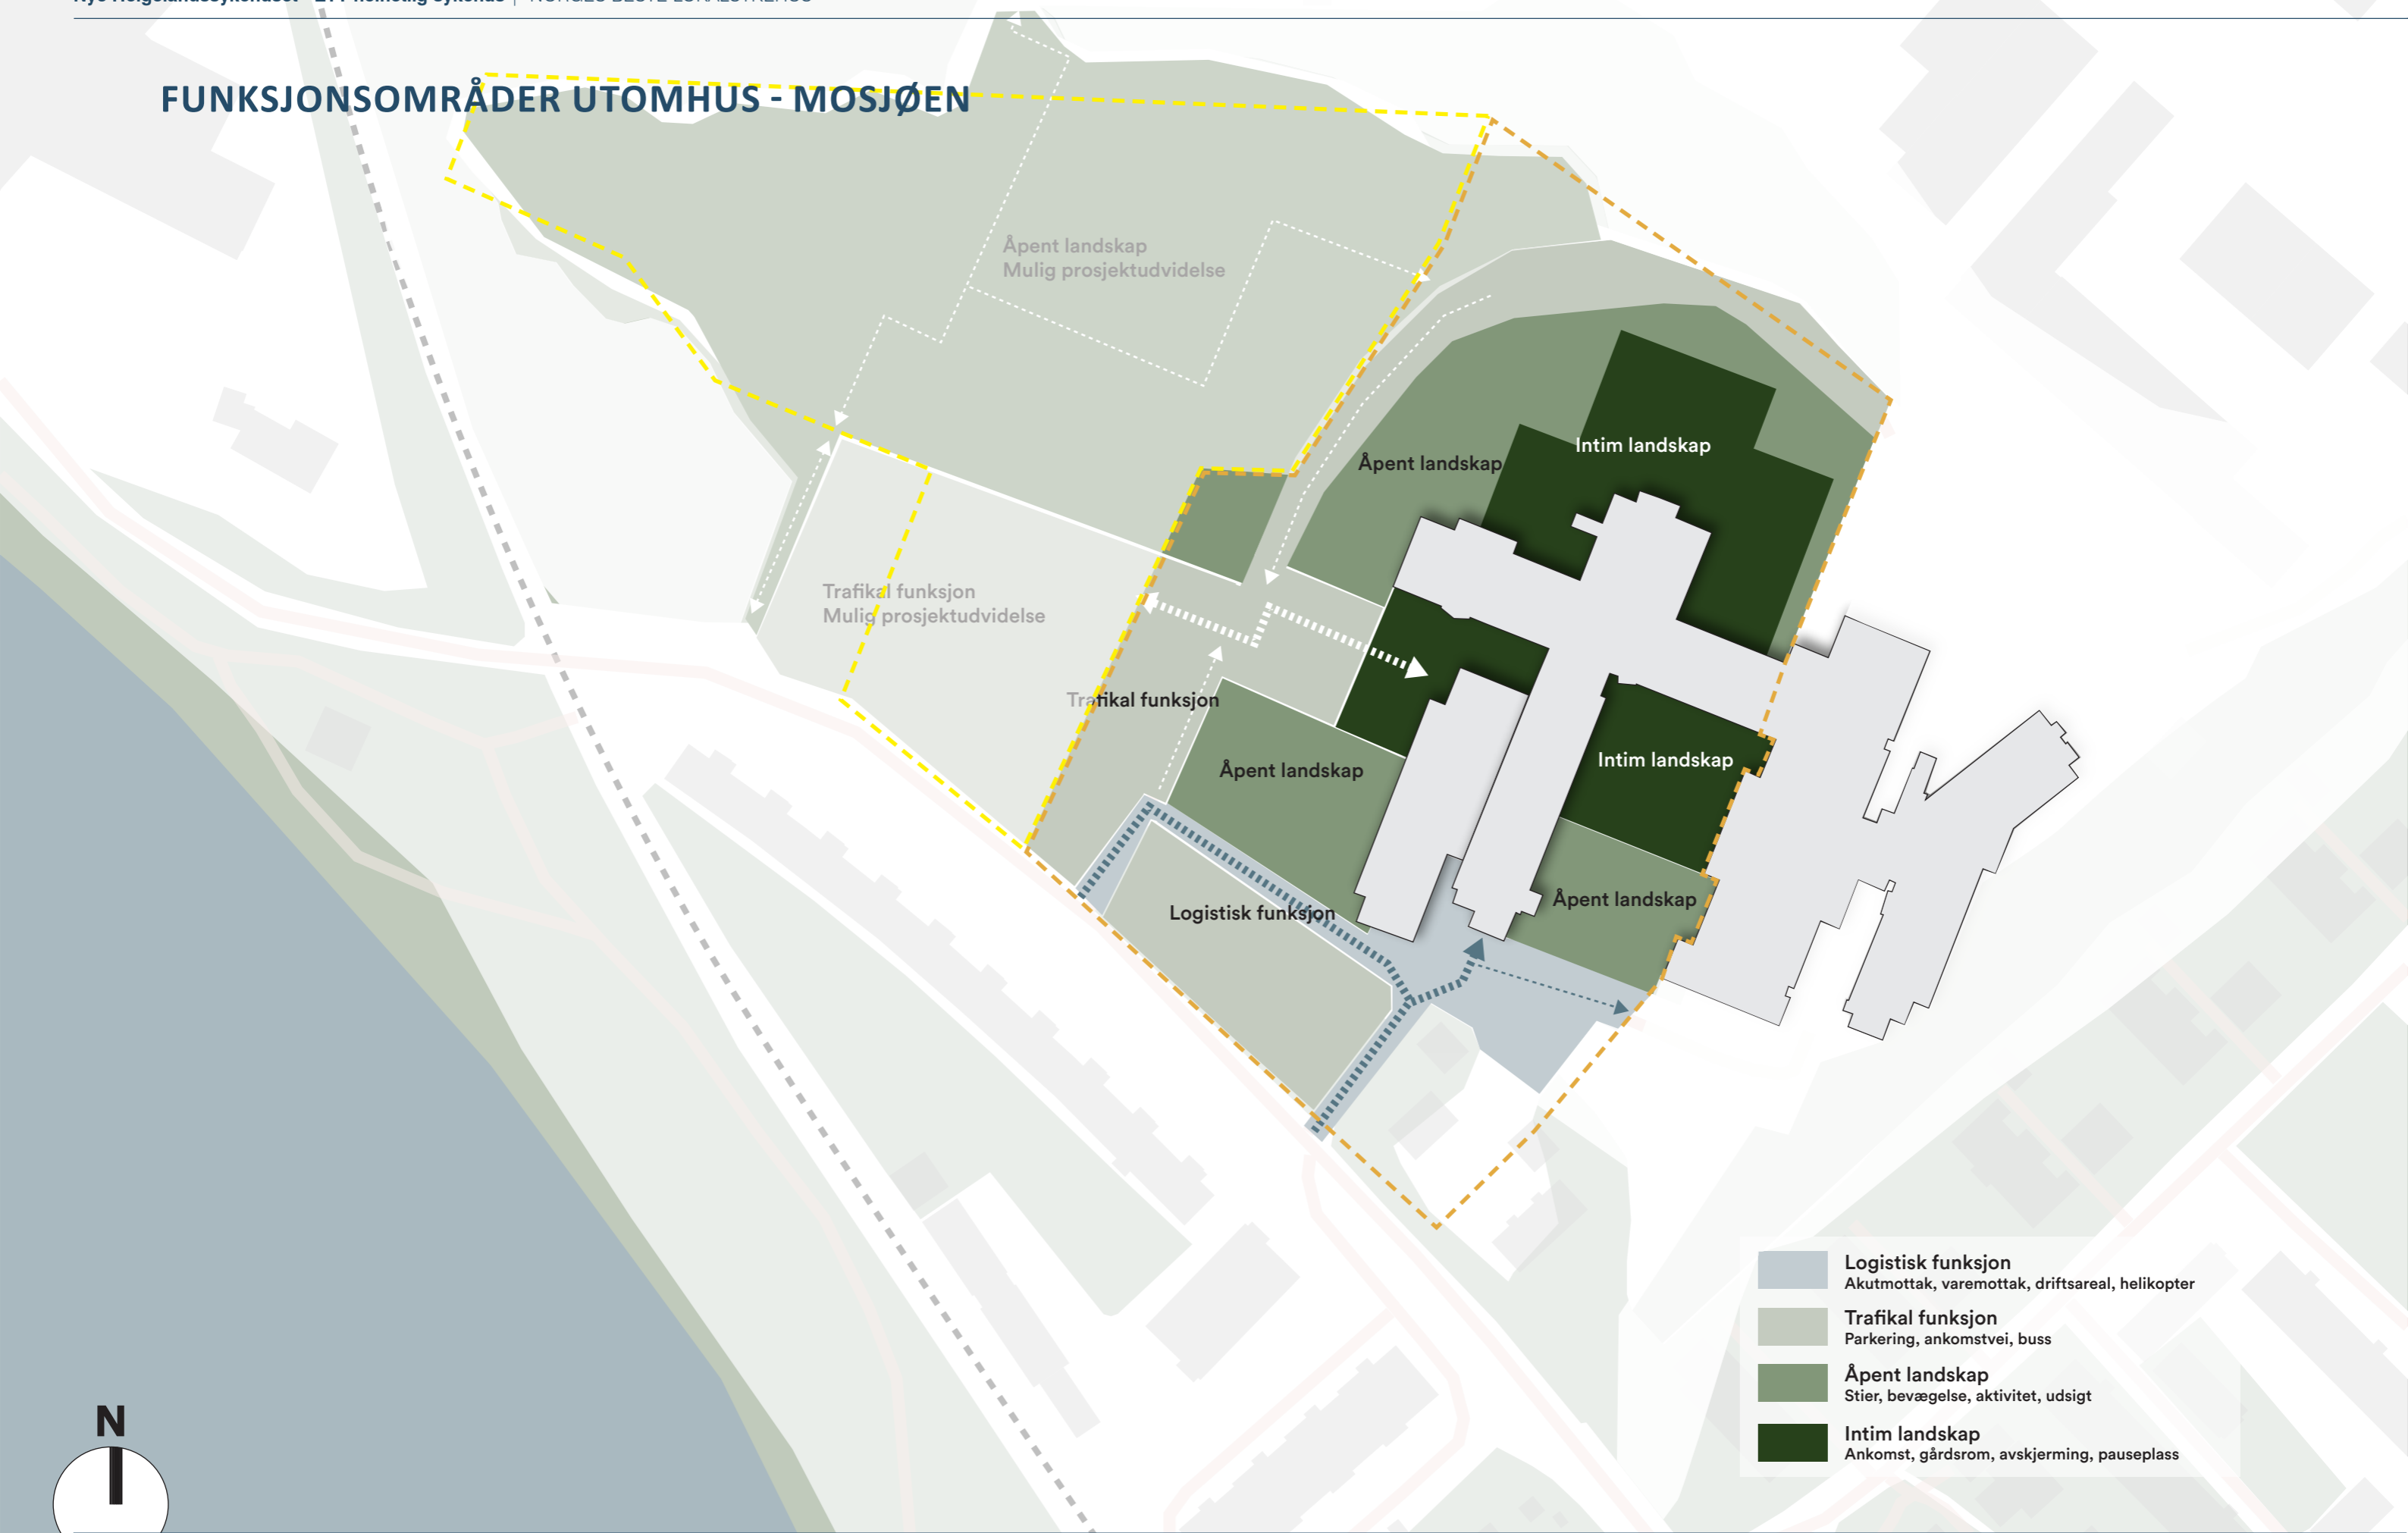 FUNKSJONSOMRÅDER UTOMHUS - MOSJØEN
Åpent landskap
Mulig prosjektudvidelse
Intim landskap
Åpent landskap
Trafikal funksjon
Mulig prosjektudvidelse
Trafikal funksjon
Intim landskap
Åpent landskap
Åpent landskap
Logistisk funksjon
Logistisk funksjon
Akutmottak, varemottak, driftsareal, helikopter
Trafikal funksjon
Parkering, ankomstvei, buss
Åpent landskap
Stier, bevægelse, aktivitet, udsigt
Intim landskap
Ankomst, gårdsrom, avskjerming, pauseplass
N